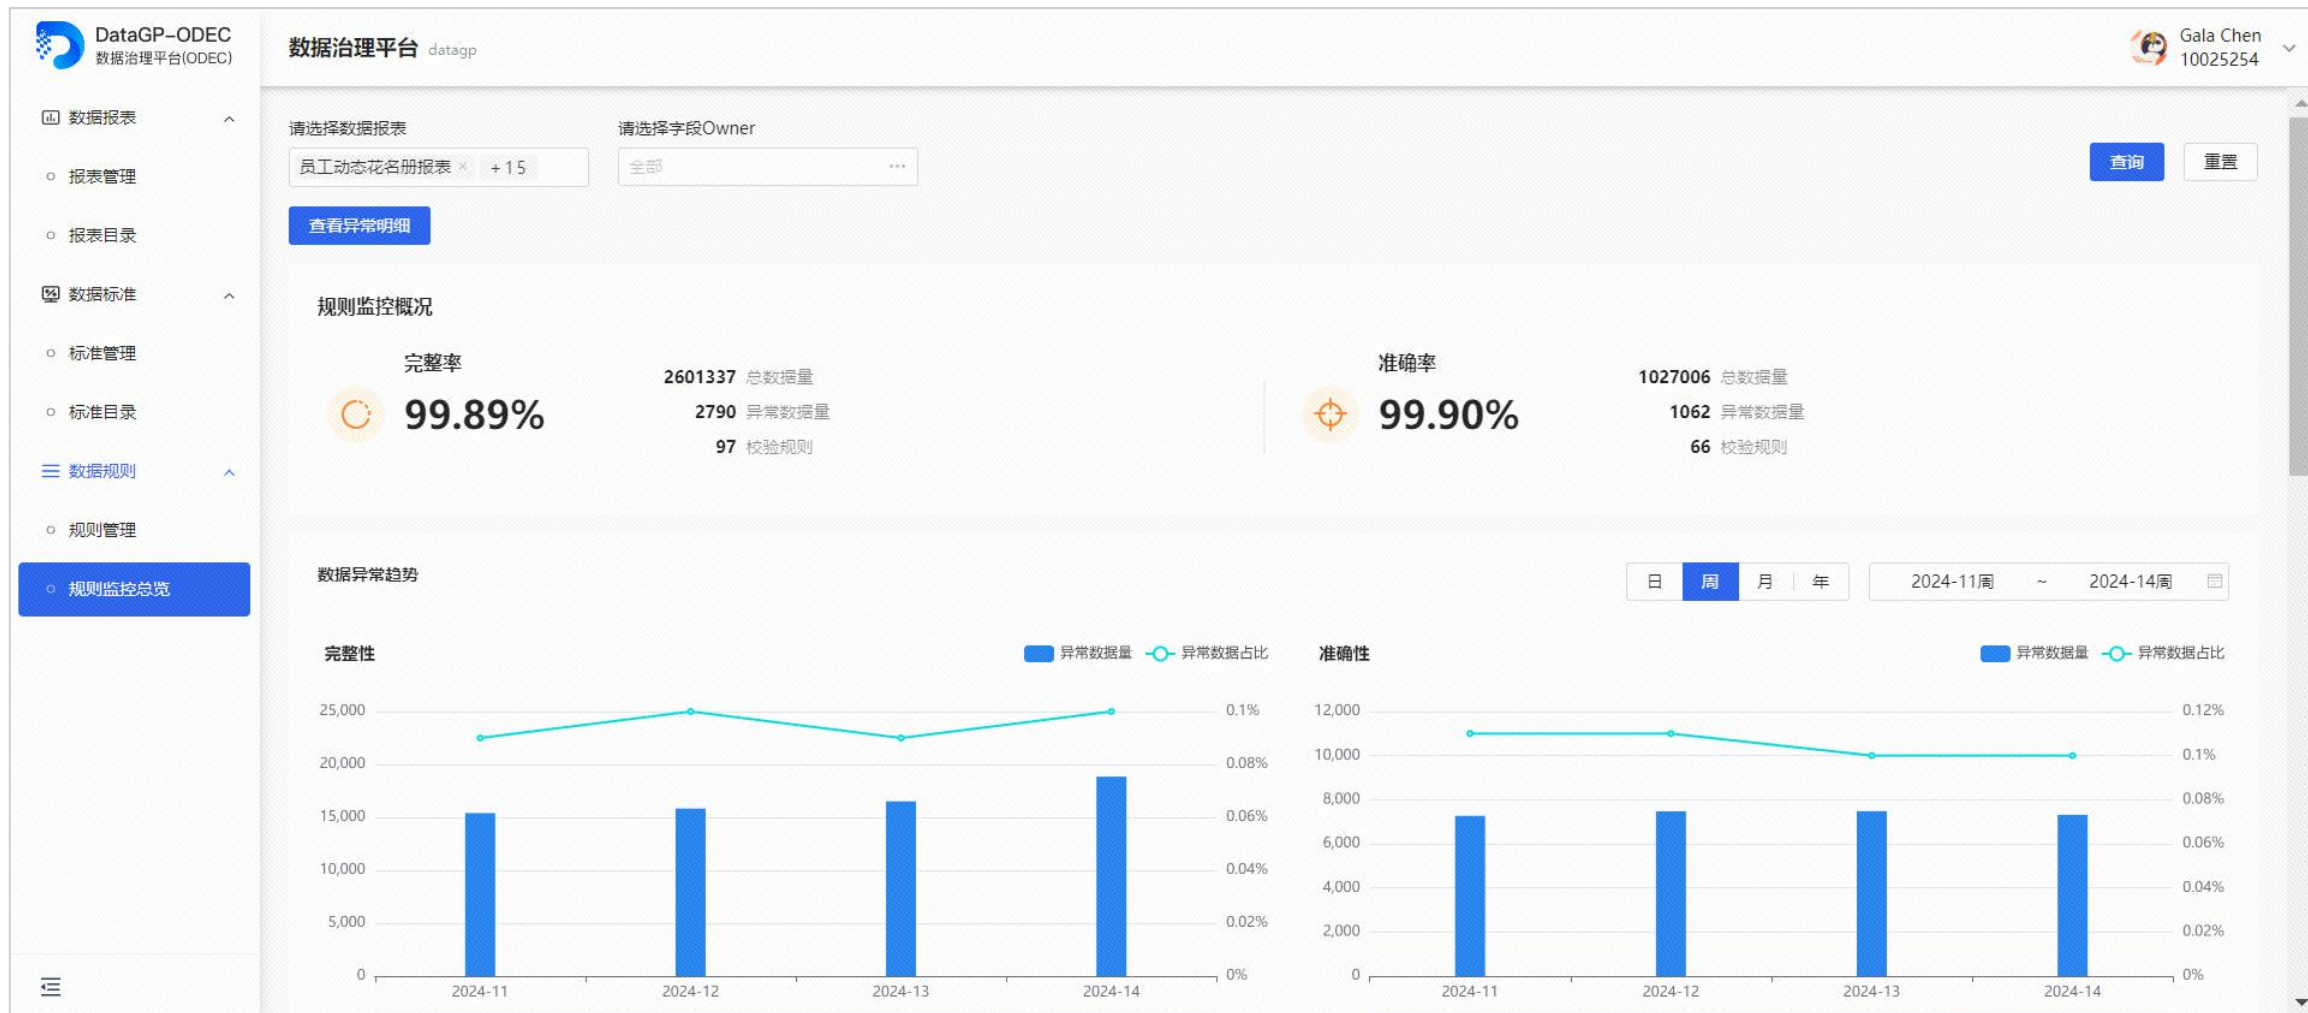 DataGP-ODEC
数据治理平台(ODEC)
数据治理平台 datagp
Gala Chen
10025254
数据报表
报表管理
报表目录
数据标准
标准管理
标准目录
数据规则
规则管理
规则监控总览
请选择数据报表
请选择字段Owner
员工动态花名册报表 × +15
全部 •••
查询
重置
查看异常明细
规则监控概况
完整率
99.89%
2601337 总数据量
2790 异常数据量
97 校验规则
准确率
99.90%
1027006 总数据量
1062 异常数据量
66 校验规则
数据异常趋势
日 周 月 年
2024-11周 ~ 2024-14周
完整性
异常数据量 异常数据占比
25,000
20,000
15,000
10,000
5,000
0
0.1%
0.08%
0.06%
0.04%
0.02%
0%
2024-11 2024-12 2024-13 2024-14
准确性
异常数据量 异常数据占比
12,000
10,000
8,000
6,000
4,000
2,000
0
0.12%
0.1%
0.08%
0.06%
0.04%
0.02%
0%
2024-11 2024-12 2024-13 2024-14